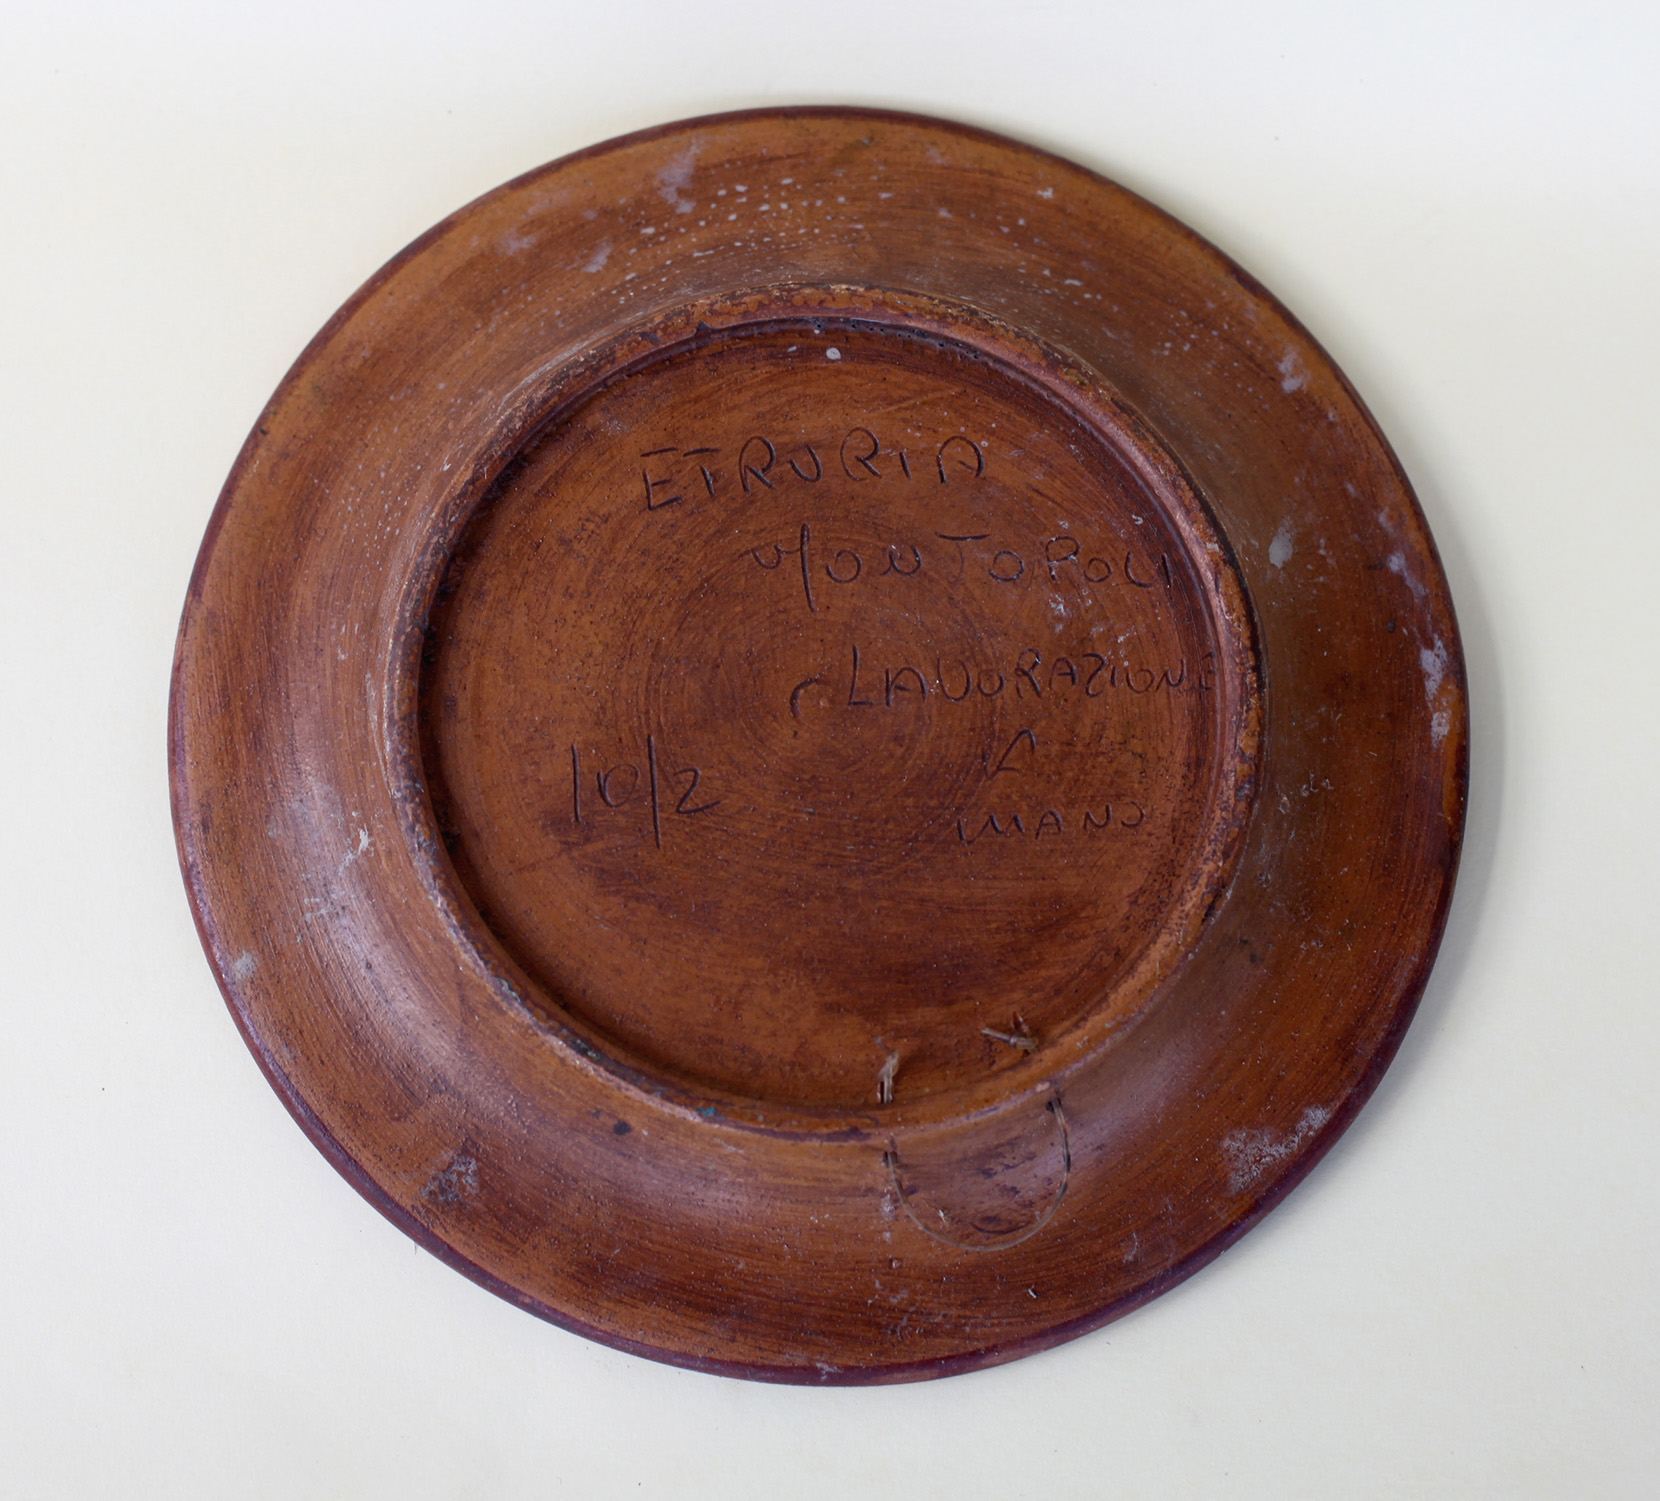 ETRURIA
MONTOPOLI
LAVORAZIONE
A
MANO
10/2